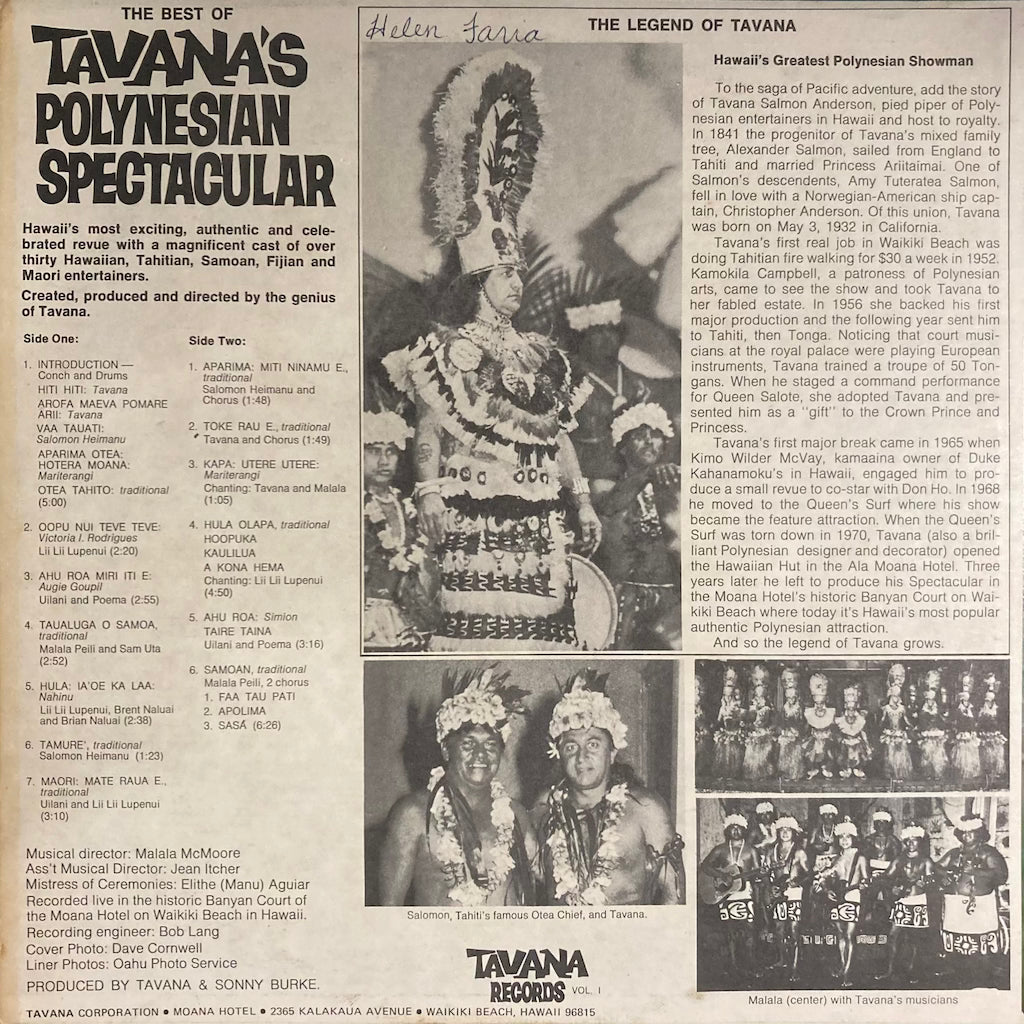 THE BEST OF
TAVANA'S
POLYNESIAN
SPECTACULAR
Hawaii's most exciting, authentic and cele-
brated revue with a magnificent cast of over
thirty Hawaiian, Tahitian, Samoan, Fijian and
Maori entertainers.
Created, produced and directed by the genius
of Tavana.
Side One:
1. INTRODUCTION —
Conch and Drums
HITI HITI: Tavana
AROFA MAEVA POMARE
ARII: Tavana
VAA TAUATI:
Salomon Heimanu
APARIMA OTEA:
HOTERA MOANA:
Mariterangi
OTEA TAHITO: traditional
(5:00)
2. OOPU NUI TEVE TEVE:
Victoria I. Rodrigues
Lii Lii Lupenui (2:20)
3. AHU ROA MIRI ITI E:
Augie Goupil
Uilani and Poema (2:55)
4. TAUALUGA O SAMOA,
traditional
Malala Peili and Sam Uta
(2:52)
5. HULA: IA'OE KA LAA:
Nahinu
Lii Lii Lupenui, Brent Naluai
and Brian Naluai (2:38)
6. TAMURE', traditional
Salomon Heimanu (1:23)
7. MAORI: MATE RAUA E.,
traditional
Uilani and Lii Lii Lupenui
(3:10)
Side Two:
1. APARIMA: MITI NINAMU E.,
traditional
Salomon Heimanu and
Chorus (1:48)
2. TOKE RAU E., traditional
Tavana and Chorus (1:49)
3. KAPA: UTERE UTERE:
Mariterangi
Chanting: Tavana and Malala
(1:05)
4. HULA OLAPA, traditional
HOOPUKA
KAULILUA
A KONA HEMA
Chanting: Lii Lii Lupenui
(4:50)
5. AHU ROA: Simion
TAIRE TAINA
Uilani and Poema (3:16)
6. SAMOAN, traditional
Malala Peili, 2 chorus
1. FAA TAU PATI
2. APOLIMA
3. SASÁ (6:26)
Musical director: Malala McMoore
Ass't Musical Director: Jean Itcher
Mistress of Ceremonies: Elithe (Manu) Aguiar
Recorded live in the historic Banyan Court of
the Moana Hotel on Waikiki Beach in Hawaii.
Recording engineer: Bob Lang
Cover Photo: Dave Cornwell
Liner Photos: Oahu Photo Service
PRODUCED BY TAVANA & SONNY BURKE.
Helen Faria
THE LEGEND OF TAVANA
Hawaii's Greatest Polynesian Showman
To the saga of Pacific adventure, add the story
of Tavana Salmon Anderson, pied piper of Poly-
nesian entertainers in Hawaii and host to royalty.
In 1841 the progenitor of Tavana's mixed family
tree, Alexander Salmon, sailed from England to
Tahiti and married Princess Ariitaimai. One of
Salmon's descendents, Amy Tuteratea Salmon,
fell in love with a Norwegian-American ship cap-
tain, Christopher Anderson. Of this union, Tavana
was born on May 3, 1932 in California.
Tavana's first real job in Waikiki Beach was
doing Tahitian fire walking for $30 a week in 1952.
Kamokila Campbell, a patroness of Polynesian
arts, came to see the show and took Tavana to
her fabled estate. In 1956 she backed his first
major production and the following year sent him
to Tahiti, then Tonga. Noticing that court musi-
cians at the royal palace were playing European
instruments, Tavana trained a troupe of 50 Ton-
gans. When he staged a command performance
for Queen Salote, she adopted Tavana and pre-
sented him as a "gift" to the Crown Prince and
Princess.
Tavana's first major break came in 1965 when
Kimo Wilder McVay, kamaaina owner of Duke
Kahanamoku's in Hawaii, engaged him to pro-
duce a small revue to co-star with Don Ho. In 1968
he moved to the Queen's Surf where his show
became the feature attraction. When the Queen's
Surf was torn down in 1970, Tavana (also a bril-
liant Polynesian designer and decorator) opened
the Hawaiian Hut in the Ala Moana Hotel. Three
years later he left to produce his Spectacular in
the Moana Hotel's historic Banyan Court on Wai-
kiki Beach where today it's Hawaii's most popular
authentic Polynesian attraction.
And so the legend of Tavana grows.
Salomon, Tahiti's famous Otea Chief, and Tavana.
Malala (center) with Tavana's musicians
TAVANA
RECORDS VOL. I
TAVANA CORPORATION • MOANA HOTEL • 2365 KALAKAUA AVENUE • WAIKIKI BEACH, HAWAII 96815